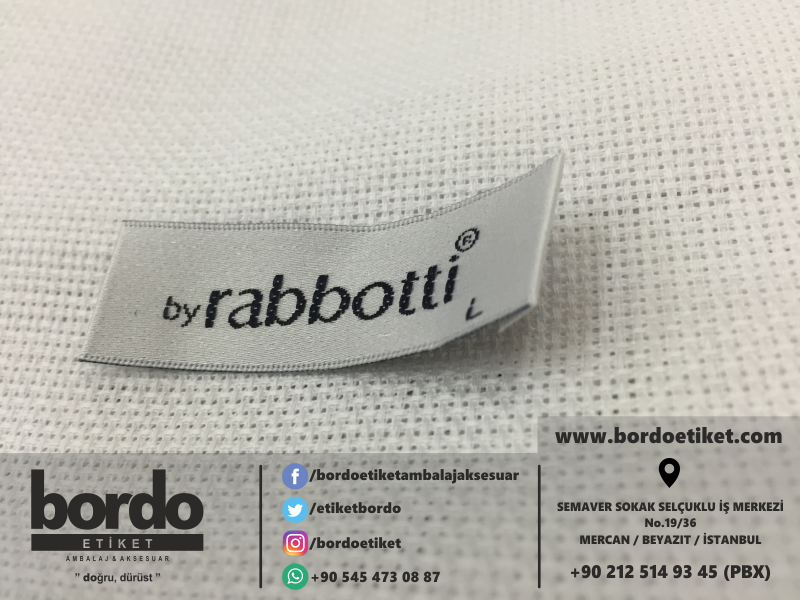 by rabbotti®
L
www.bordoetiket.com
bordo
ETİKET
AMBALAJ & AKSESUAR
" doğru, dürüst "
/bordoetiketambalajaksesuar
/etiketbordo
/bordoetiket
+90 545 473 08 87
SEMAVER SOKAK SELÇUKLU İŞ MERKEZİ
No.19/36
MERCAN / BEYAZIT / İSTANBUL
+90 212 514 93 45 (PBX)